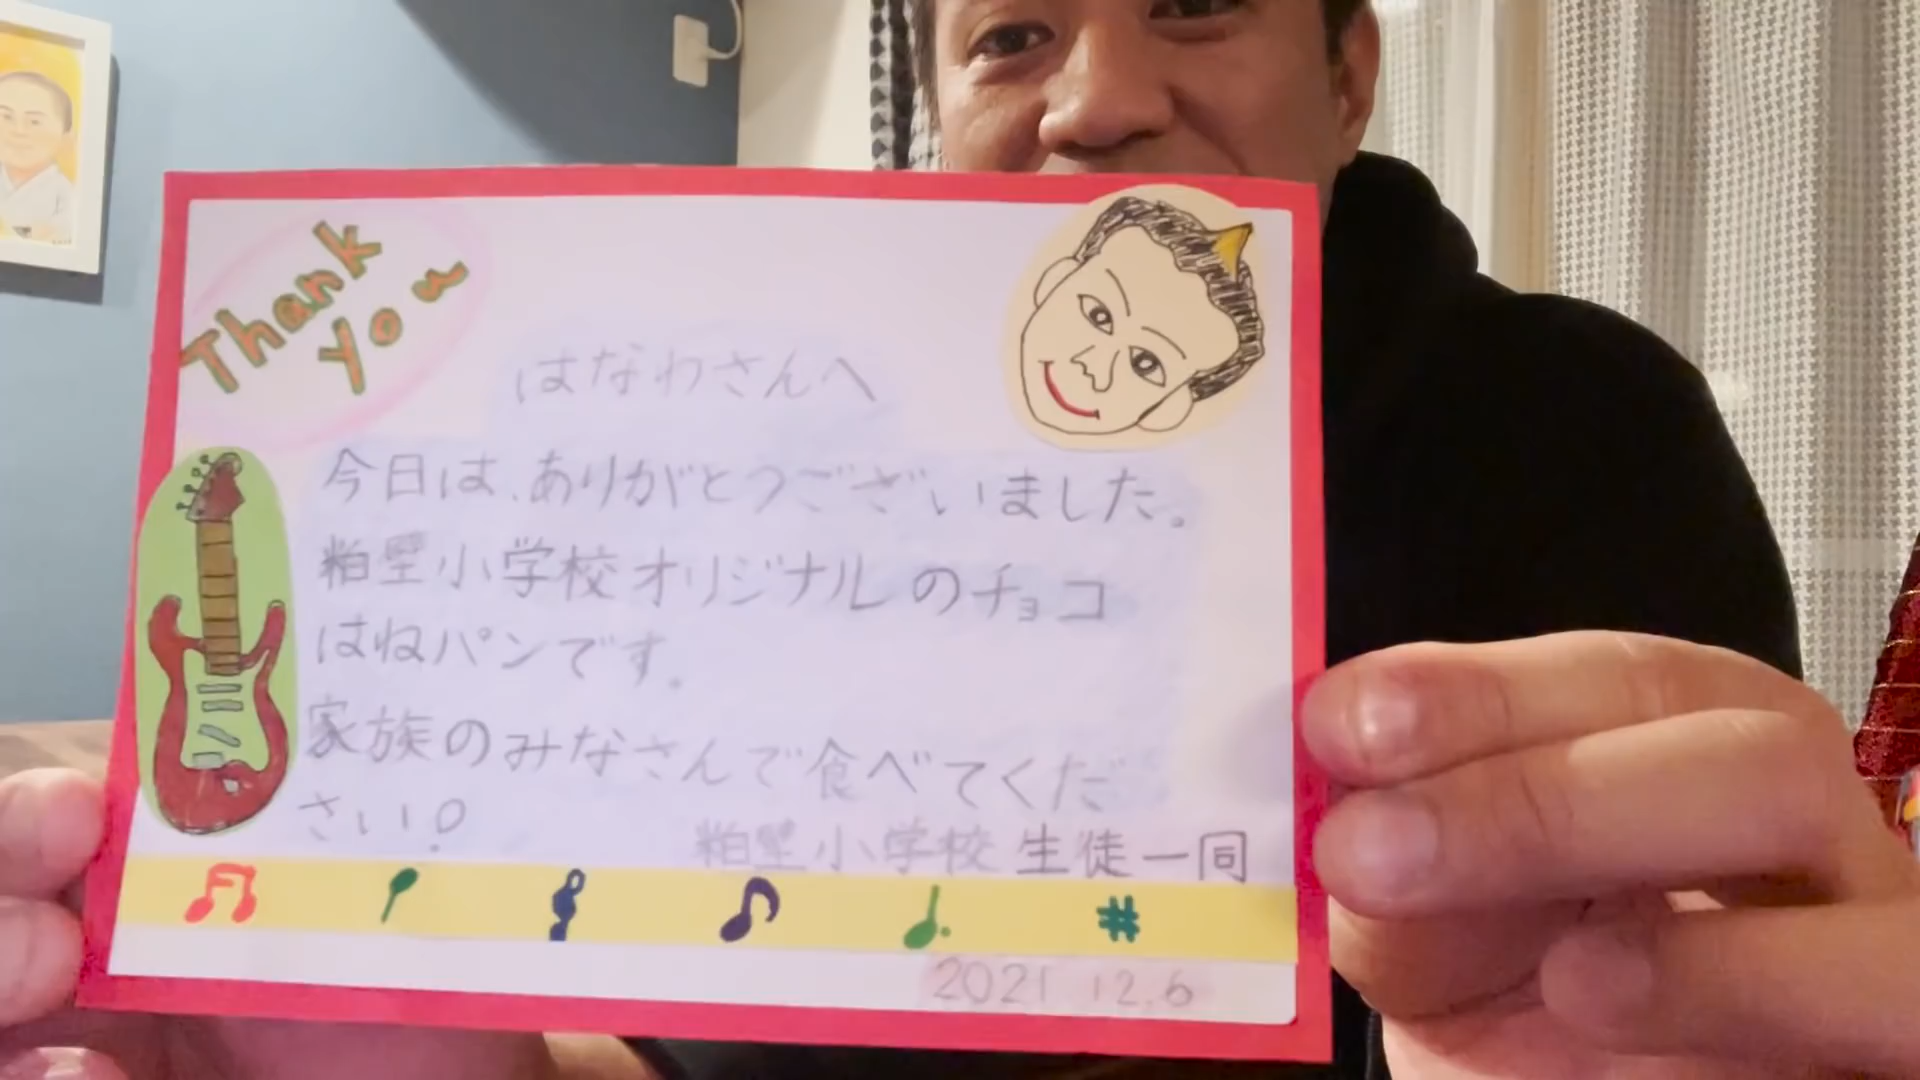 Thank
You
はなわさんへ
今日は、ありがとうございました。
粕壁小学校オリジナルのチョコ
はねパンです。
家族のみなさんで食べてくだ
さい!
粕壁小学校 生徒一同
2021 12.6